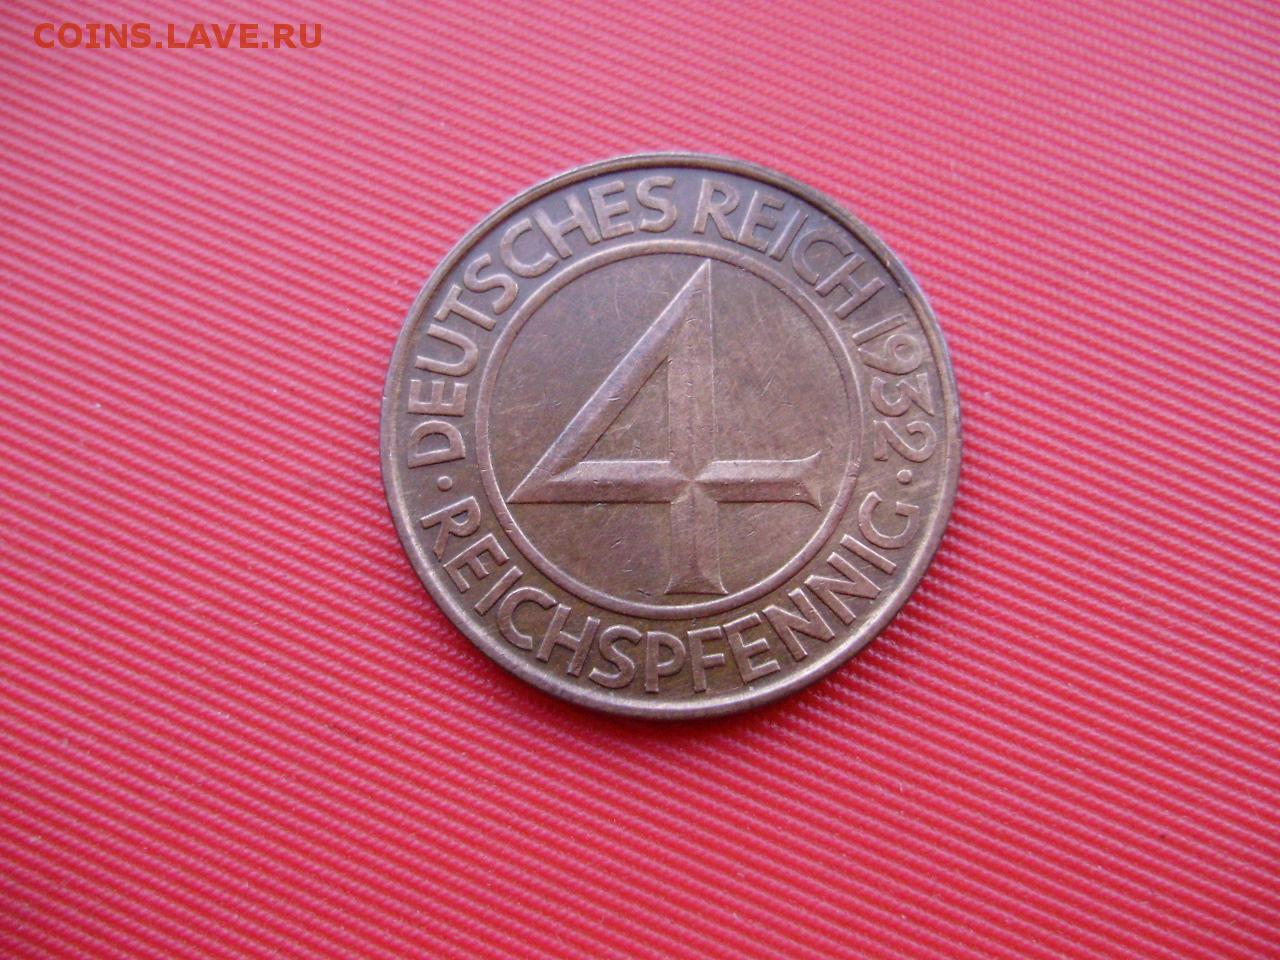 COINS.LAVE.RU
DEUTSCHES REICH 1932
4
· REICHSPFENNIG ·